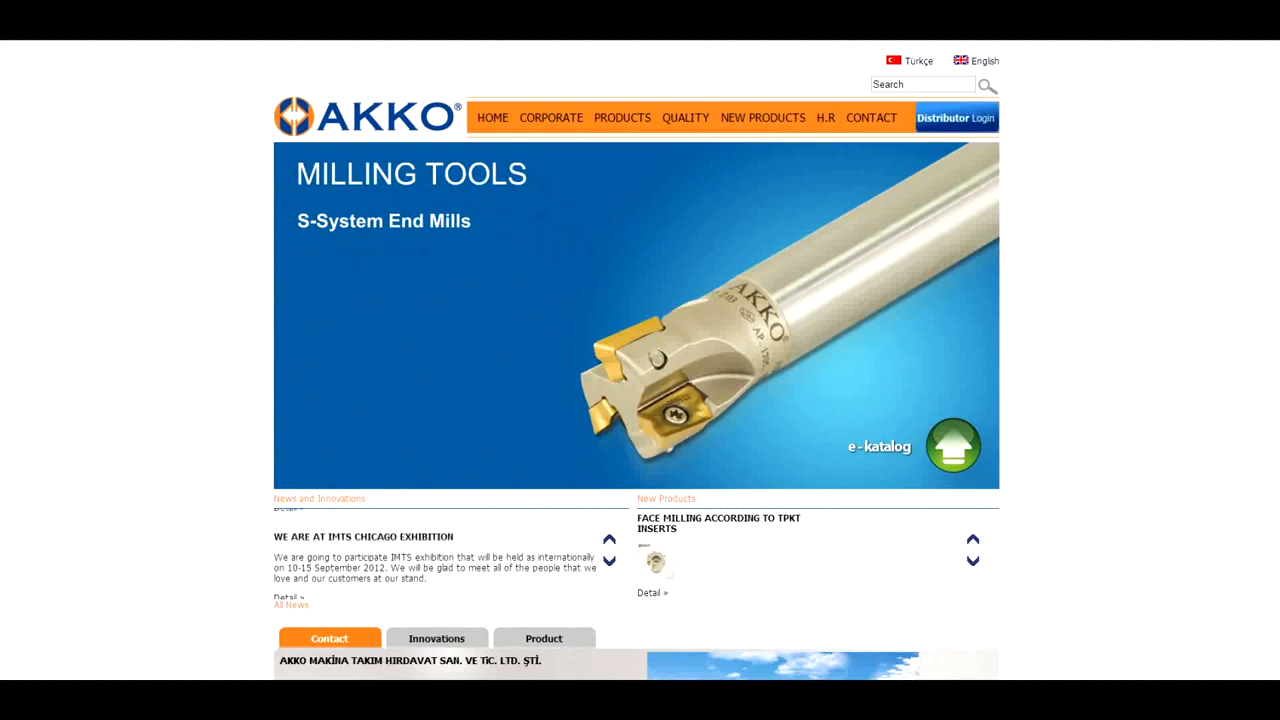 Türkçe English
Search
AKKO®
HOME CORPORATE PRODUCTS QUALITY NEW PRODUCTS H.R CONTACT Distributor Login
MILLING TOOLS
S-System End Mills
AKKO®
e-katalog
News and Innovations
New Products
Detail »
WE ARE AT IMTS CHICAGO EXHIBITION
We are going to participate IMTS exhibition that will be held as internationally
on 10-15 September 2012. We will be glad to meet all of the people that we
love and our customers at our stand.
Detail »
All News
FACE MILLING ACCORDING TO TPKT
INSERTS
Detail »
Contact Innovations Product
AKKO MAKİNA TAKIM HIRDAVAT SAN. VE TiC. LTD. ŞTİ.